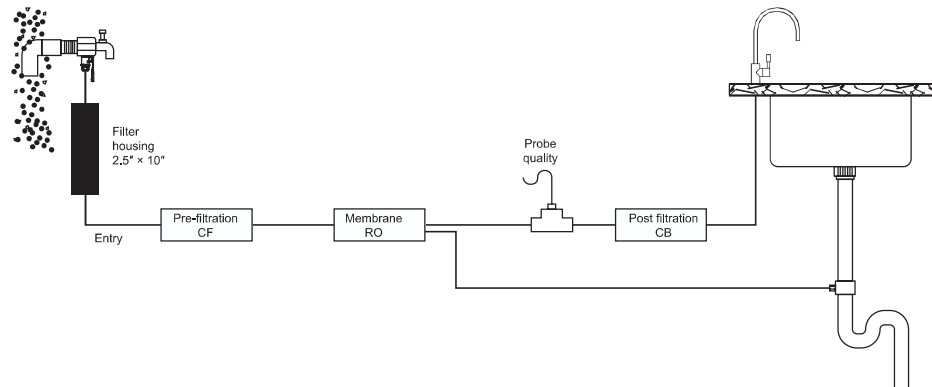 Filter
housing
2.5" × 10"
Entry
Pre-filtration
CF
Membrane
RO
Probe
quality
Post filtration
CB